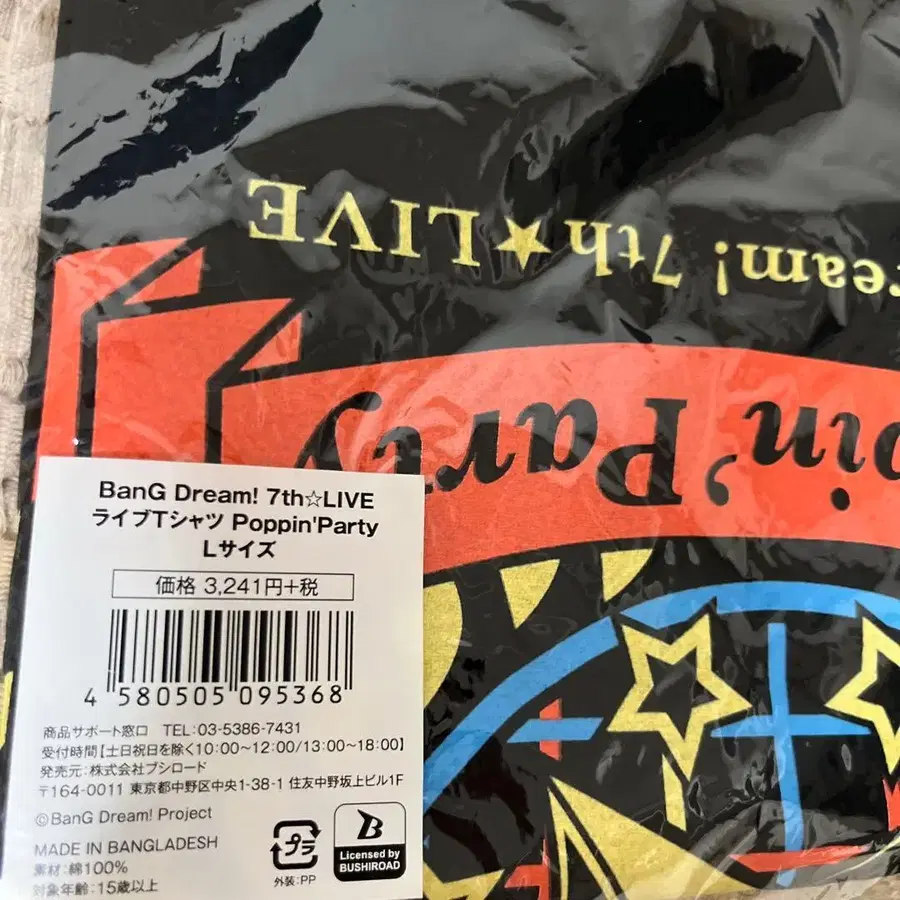 BanG Dream! 7th☆LIVE
ライブTシャツ Poppin'Party
Lサイズ
価格 3,241円+税
4 580505 095368
商品サポート窓口 TEL:03-5386-7431
受付時間【土日祝日を除く10:00~12:00/13:00~18:00】
発売元:株式会社ブシロード
〒164-0011 東京都中野区中央1-38-1 住友中野坂上ビル1F
©BanG Dream! Project
MADE IN BANGLADESH
素材:綿100%
対象年齢:15歳以上
プラ
外装:PP
B
Licensed by
BUSHIROAD
ream! 7th★LIVE
pin' Party